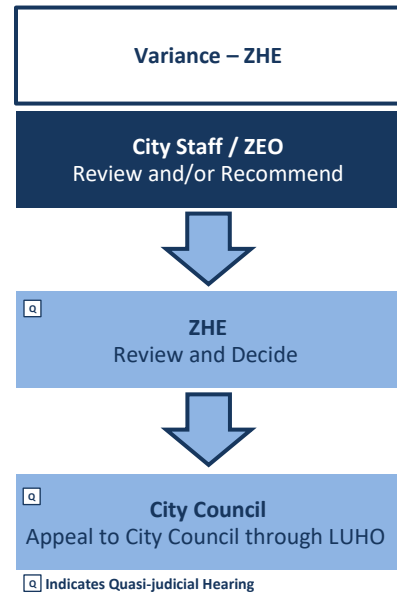 Variance – ZHE
City Staff / ZEO
Review and/or Recommend
Q
ZHE
Review and Decide
Q
City Council
Appeal to City Council through LUHO
Q Indicates Quasi-judicial Hearing